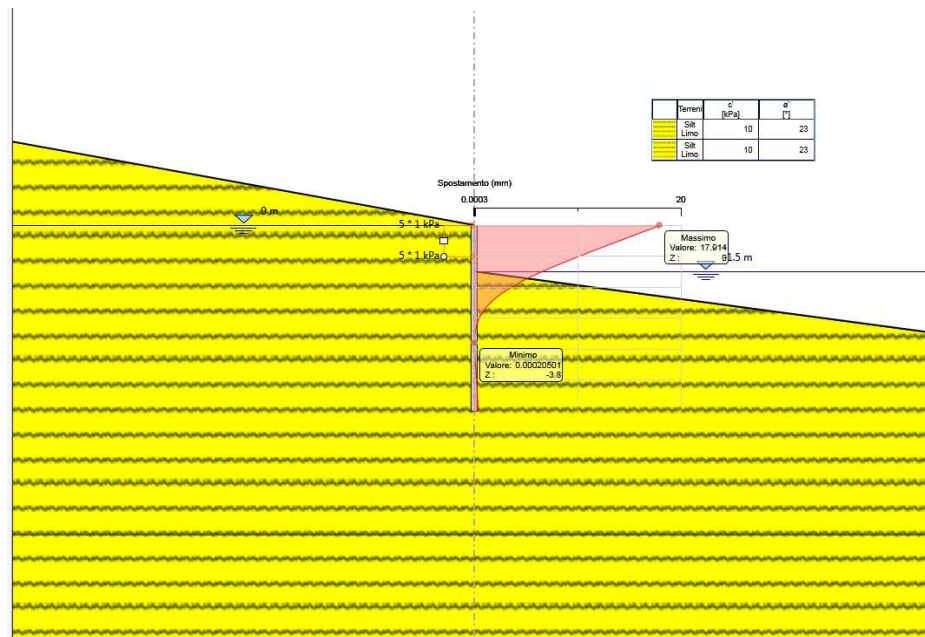 Terreni c' ø'
[kPa] [°]
Silt
Limo 10 23
Silt
Limo 10 23
Spostamento (mm)
0.0003 20
0 m
5 * 1 kPa
5 * 1 kPa
Massimo
Valore: 17.914
Z :
1.5 m
Minimo
Valore: 0.00020501
Z : -3.8